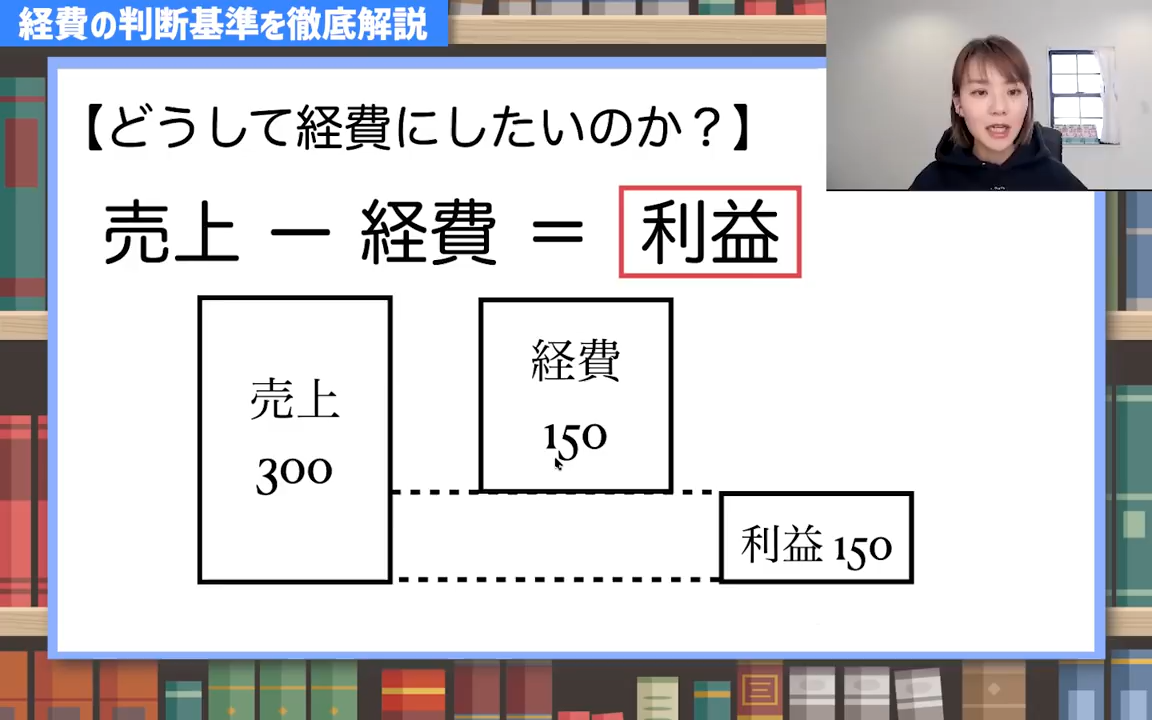 経費の判断基準を徹底解説
【どうして経費にしたいのか？】
売上 － 経費 ＝ 利益
売上
300
経費
150
利益 150